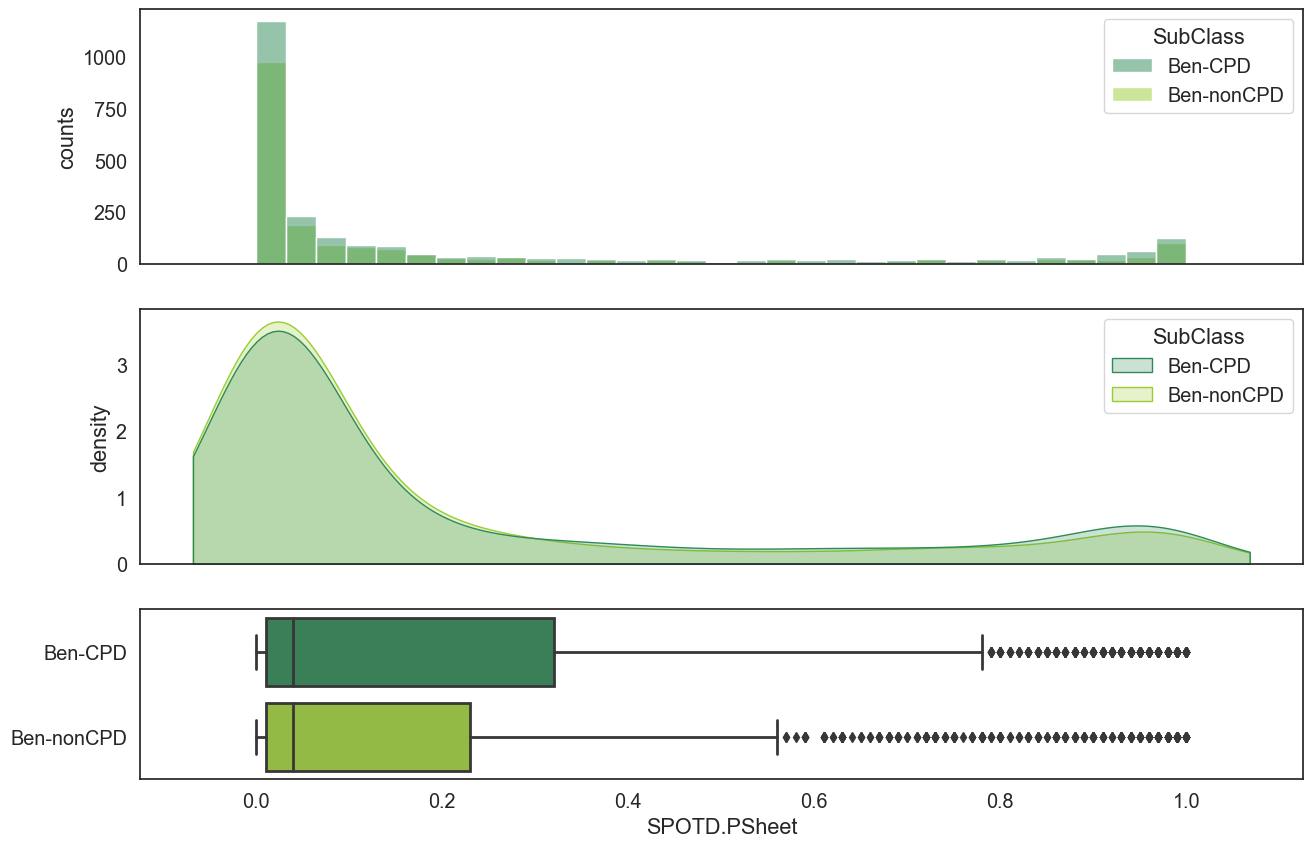 1000
750
500
250
0
counts
SubClass
Ben-CPD
Ben-nonCPD
3
2
1
0
density
SubClass
Ben-CPD
Ben-nonCPD
Ben-CPD
Ben-nonCPD
0.0 0.2 0.4 0.6 0.8 1.0
SPOTD.PSheet